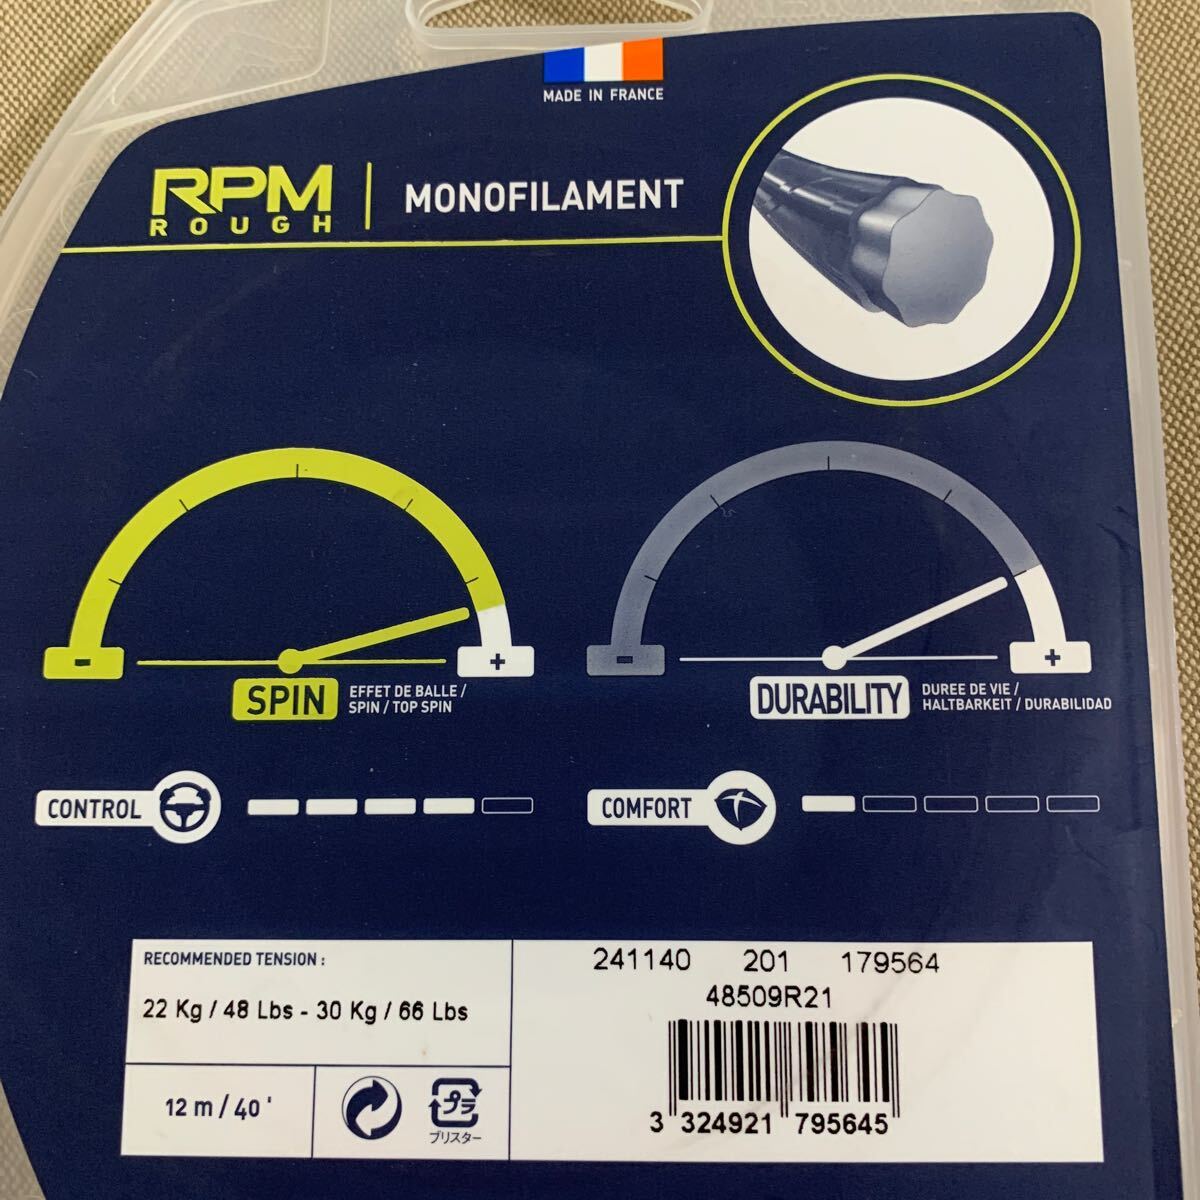 MADE IN FRANCE
RPM
ROUGH
MONOFILAMENT
- +
SPIN
EFFET DE BALLE /
SPIN / TOP SPIN
- +
DURABILITY
DUREE DE VIE /
HALTBARKEIT / DURABILIDAD
CONTROL
COMFORT
RECOMMENDED TENSION :
22 Kg / 48 Lbs - 30 Kg / 66 Lbs
12 m / 40 '
プラ
ブリスター
241140 201 179564
48509R21
3 324921 795645